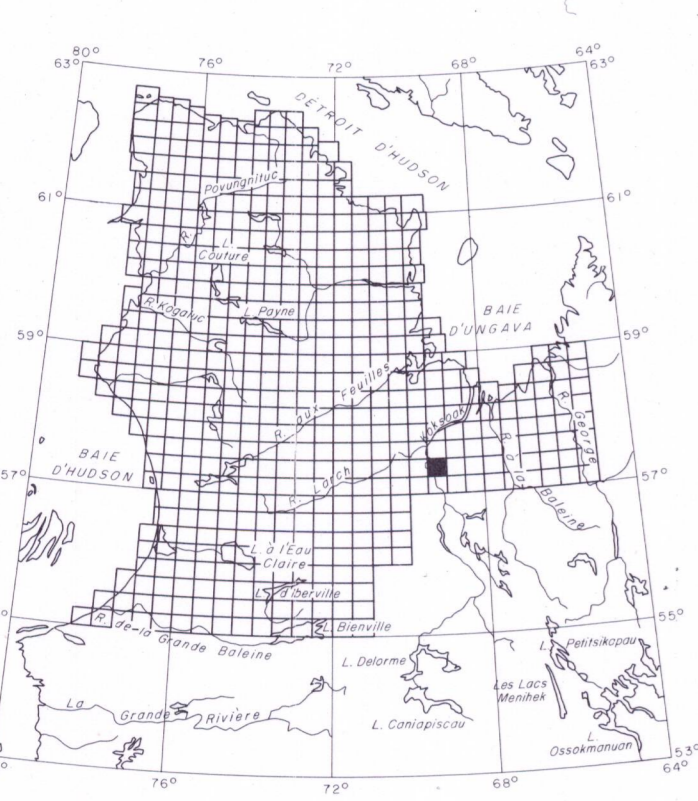 80° 76° 72° 68° 64°
63° 63°
DÉTROIT D'HUDSON
Povungnituc
61° 61°
R.
L.
Couture
R. Kogaluc
L. Payne
BAIE
D'UNGAVA
59° 59°
R. aux Feuilles
Koksoak
R. George
R. à la
Baleine
BAIE
D'HUDSON
57° 57°
R. Larch
L. à l'Eau
Claire
L. d'Iberville
L. Bienville
R. de la Grande Baleine
5° 55°
L. Petitsikapau
L. Delorme
Les Lacs
Menihek
La Grande Rivière
L. Caniapiscau
L.
Ossokmanuan
53°
76° 72° 68° 64°